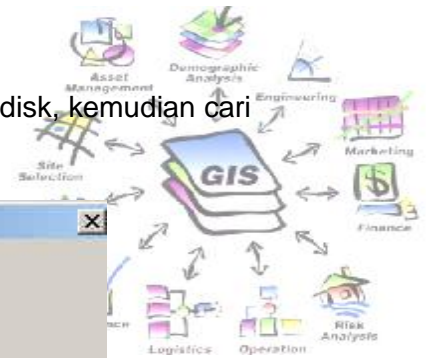 Asset
Management
Demographic
Analysis
Engineering
disk, kemudian cari
Marketing
Site
Selection
GIS
Finance
Logistics
Operation
Risk
Analysis